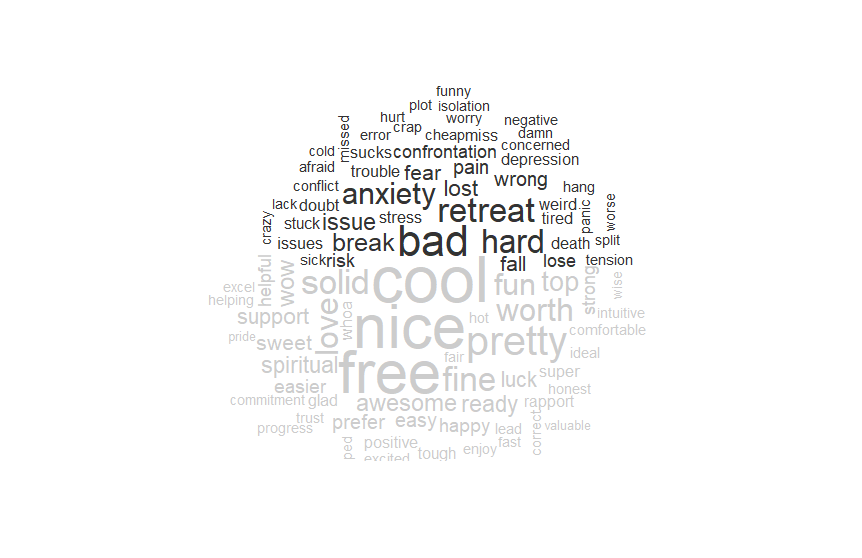 funny
plot isolation
hurt worry negative
missed error crap cheap miss damn
cold sucks confrontation concerned
afraid trouble fear pain depression
conflict anxiety lost wrong hang
lack doubt retreat weird panic worse
crazy stuck issue stress tired
issues break bad hard death split
sick risk fall lose tension
helpful wow solid cool fun top strong wise
excel
helping love whoa nice hot worth intuitive
support pretty comfortable
pride sweet fair ideal
spiritual free fine luck super
easier honest
commitment glad awesome ready rapport
trust prefer easy happy lead correct valuable
progress
ped positive tough enjoy fast
excited